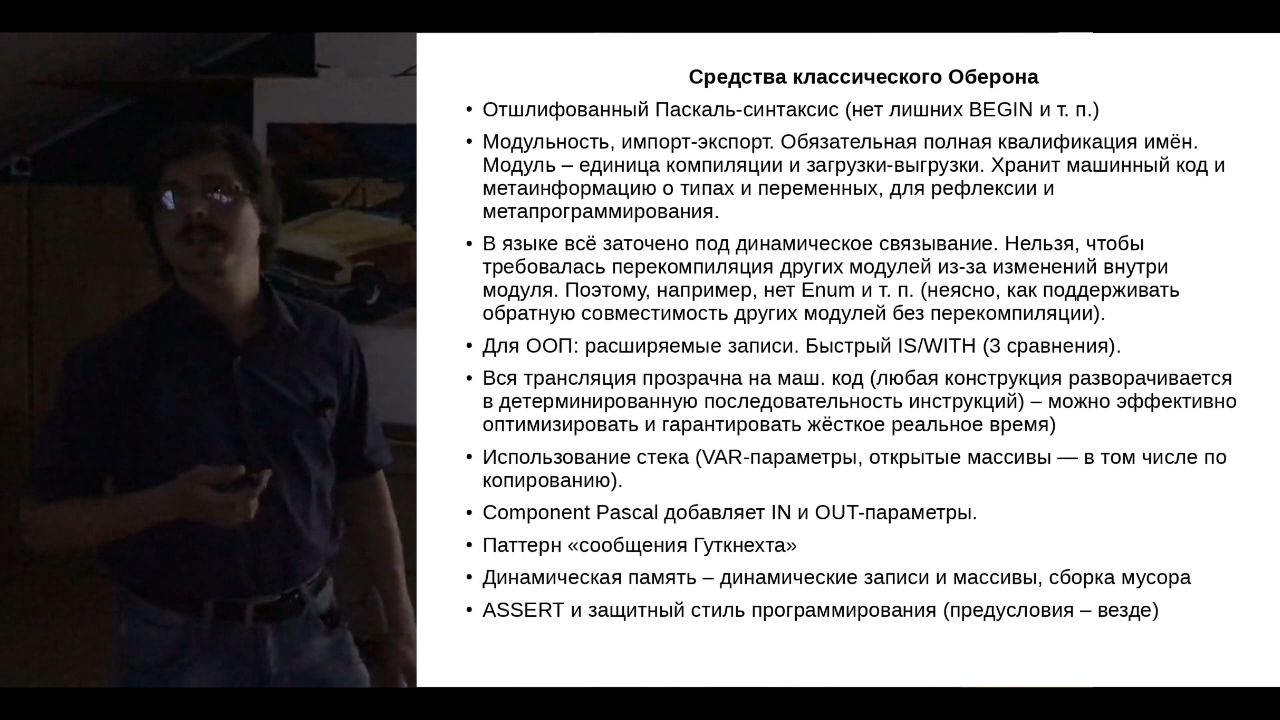 Средства классического Оберона
• Отшлифованный Паскаль-синтаксис (нет лишних BEGIN и т. п.)
• Модульность, импорт-экспорт. Обязательная полная квалификация имён.
Модуль – единица компиляции и загрузки-выгрузки. Хранит машинный код и
метаинформацию о типах и переменных, для рефлексии и
метапрограммирования.
• В языке всё заточено под динамическое связывание. Нельзя, чтобы
требовалась перекомпиляция других модулей из-за изменений внутри
модуля. Поэтому, например, нет Enum и т. п. (неясно, как поддерживать
обратную совместимость других модулей без перекомпиляции).
• Для ООП: расширяемые записи. Быстрый IS/WITH (3 сравнения).
• Вся трансляция прозрачна на маш. код (любая конструкция разворачивается
в детерминированную последовательность инструкций) – можно эффективно
оптимизировать и гарантировать жёсткое реальное время)
• Использование стека (VAR-параметры, открытые массивы — в том числе по
копированию).
• Component Pascal добавляет IN и OUT-параметры.
• Паттерн «сообщения Гуткнехта»
• Динамическая память – динамические записи и массивы, сборка мусора
• ASSERT и защитный стиль программирования (предусловия – везде)